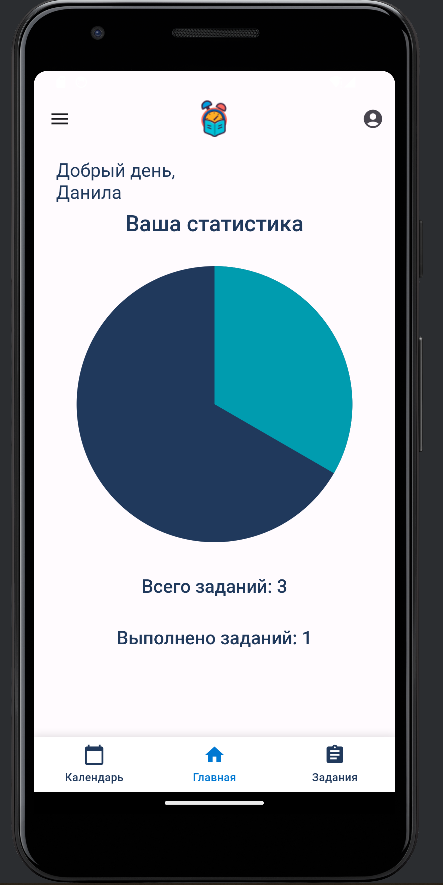 Добрый день,
Данила
Ваша статистика
Всего заданий: 3
Выполнено заданий: 1
Календарь
Главная
Задания